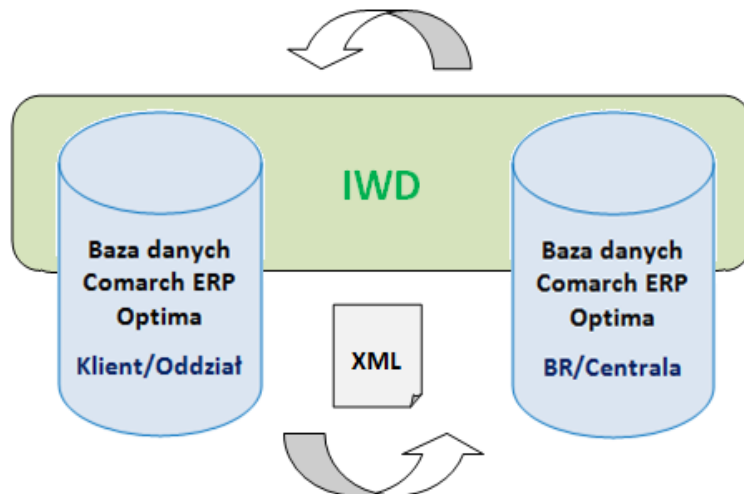 IWD
Baza danych
Comarch ERP
Optima
Klient/Oddział
XML
Baza danych
Comarch ERP
Optima
BR/Centrala